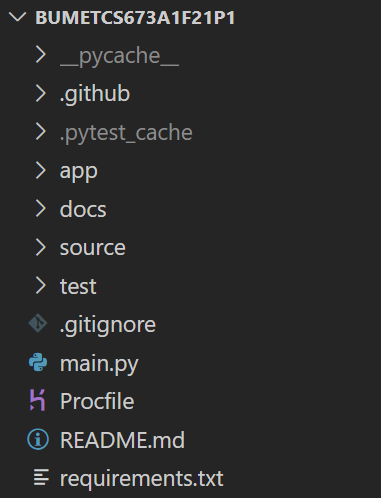 BUMETCS673A1F21P1
__pycache__
.github
.pytest_cache
app
docs
source
test
.gitignore
main.py
Procfile
README.md
requirements.txt